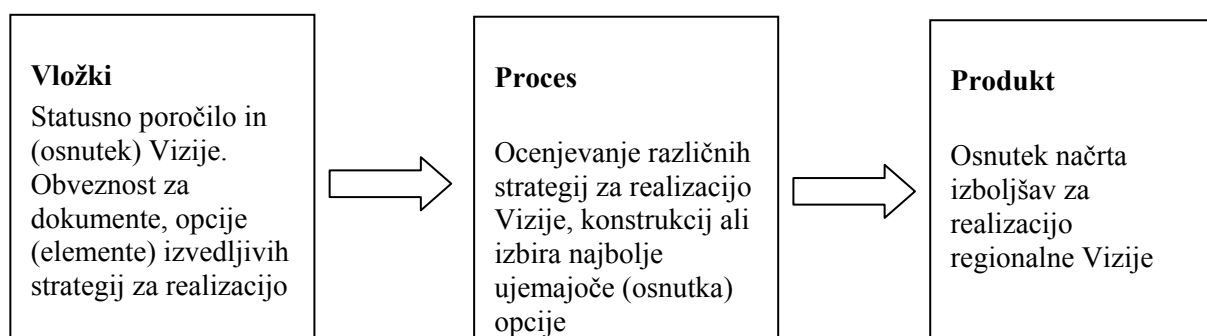 Vložki
Statusno poročilo in
(osnutek) Vizije.
Obveznost za
dokumente, opcije
(elemente) izvedljivih
strategij za realizacijo
Proces
Ocenjevanje različnih
strategij za realizacijo
Vizije, konstrukcij ali
izbira najbolje
ujemajoče (osnutka)
opcije
Produkt
Osnutek načrta
izboljšav za
realizacijo
regionalne Vizije